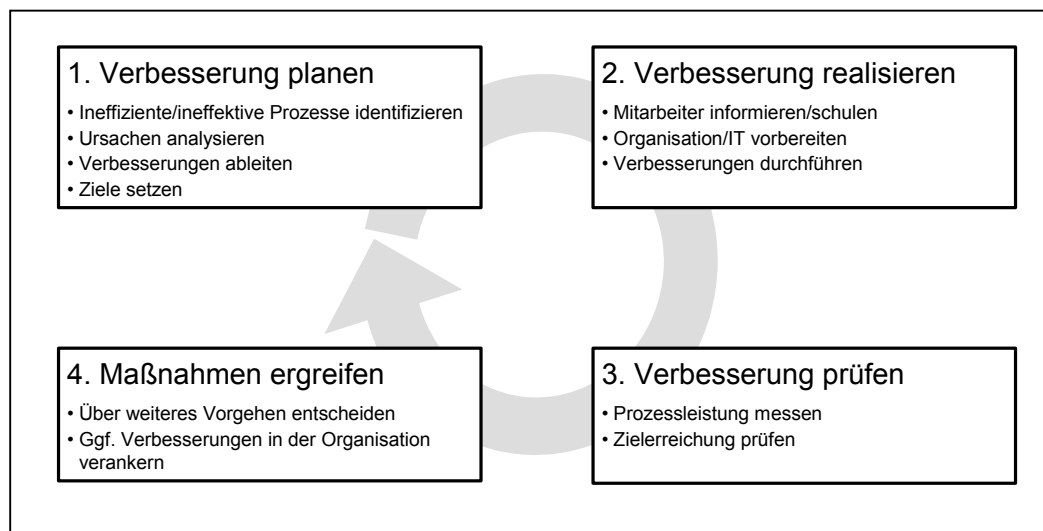 1. Verbesserung planen
• Ineffiziente/ineffektive Prozesse identifizieren
• Ursachen analysieren
• Verbesserungen ableiten
• Ziele setzen
2. Verbesserung realisieren
• Mitarbeiter informieren/schulen
• Organisation/IT vorbereiten
• Verbesserungen durchführen
4. Maßnahmen ergreifen
• Über weiteres Vorgehen entscheiden
• Ggf. Verbesserungen in der Organisation
verankern
3. Verbesserung prüfen
• Prozessleistung messen
• Zielerreichung prüfen